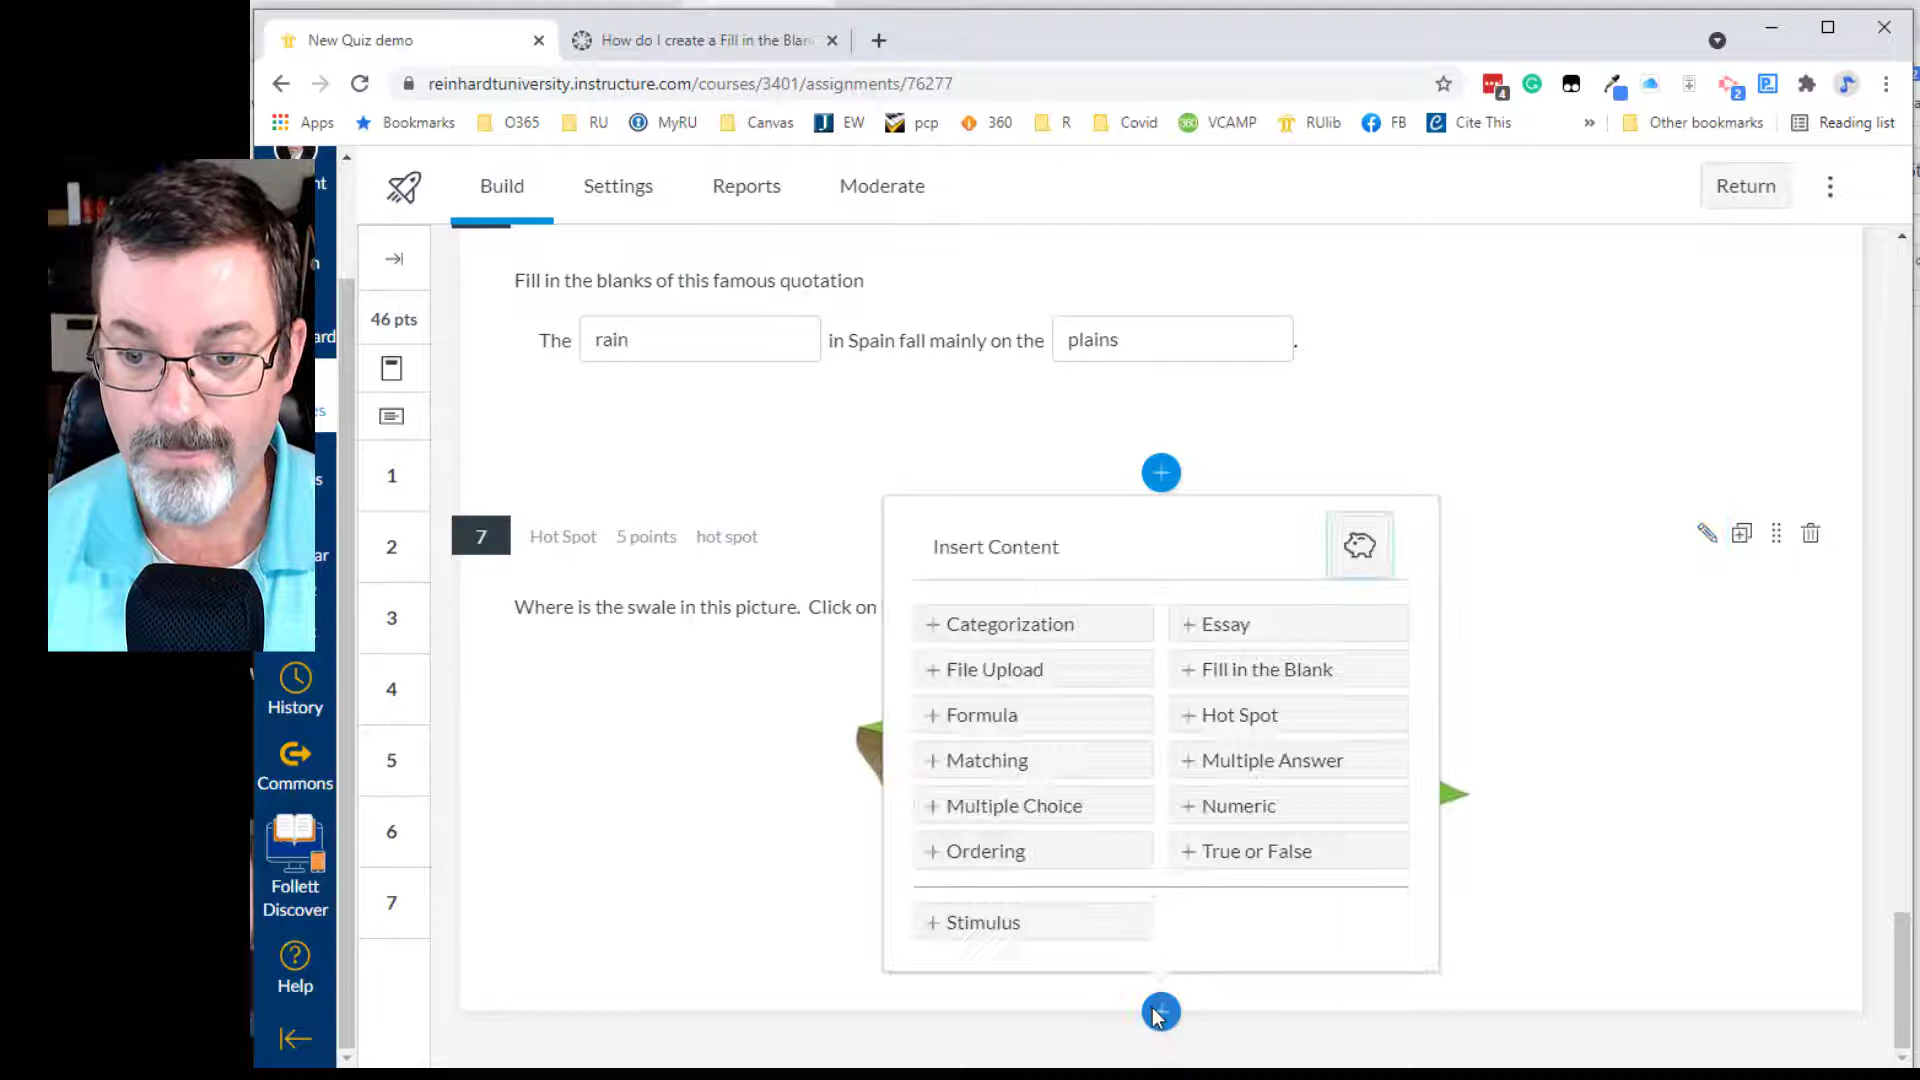 New Quiz demo
How do I create a Fill in the Blan
reinhardtuniversity.instructure.com/courses/3401/assignments/76277
4
2
Apps
Bookmarks
O365
RU
MyRU
Canvas
EW
pcp
360
R
Covid
VCAMP
RUlib
FB
Cite This
»
Other bookmarks
Reading list
Build
Settings
Reports
Moderate
Return
46 pts
1
2
3
4
5
6
7
Fill in the blanks of this famous quotation
The rain in Spain fall mainly on the plains .
7
Hot Spot
5 points
hot spot
Where is the swale in this picture. Click on
Insert Content
+ Categorization
+ Essay
+ File Upload
+ Fill in the Blank
+ Formula
+ Hot Spot
+ Matching
+ Multiple Answer
+ Multiple Choice
+ Numeric
+ Ordering
+ True or False
+ Stimulus
History
Commons
Follett
Discover
Help